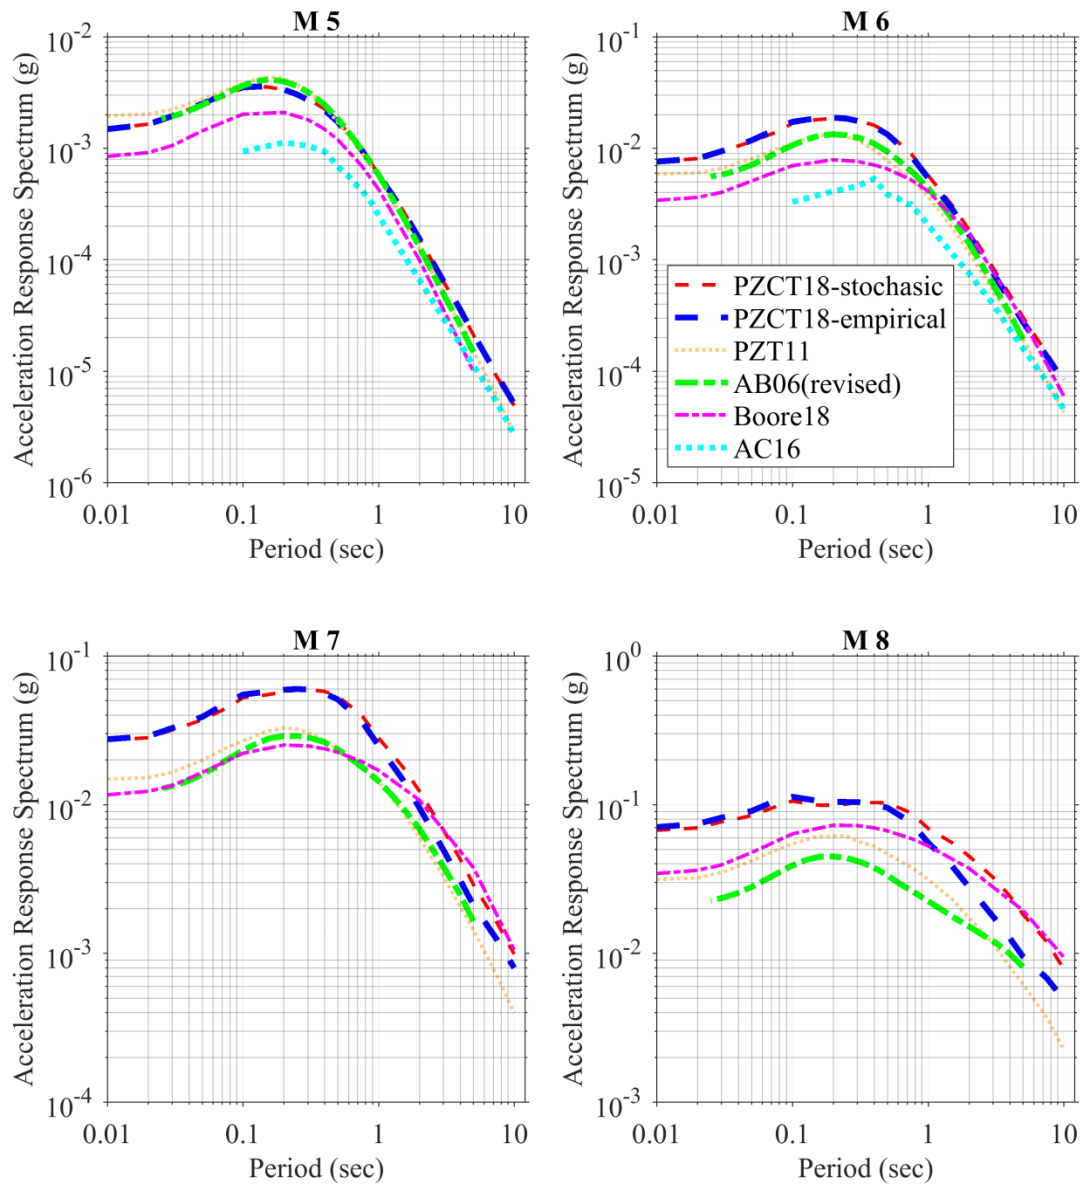 M 5
Acceleration Response Spectrum (g)
10-2
10-3
10-4
10-5
10-6
0.01 0.1 1 10
Period (sec)
M 6
Acceleration Response Spectrum (g)
10-1
10-2
10-3
10-4
10-5
PZCT18-stochasic
PZCT18-empirical
PZT11
AB06(revised)
Boore18
AC16
0.01 0.1 1 10
Period (sec)
M 7
Acceleration Response Spectrum (g)
10-1
10-2
10-3
10-4
0.01 0.1 1 10
Period (sec)
M 8
Acceleration Response Spectrum (g)
100
10-1
10-2
10-3
0.01 0.1 1 10
Period (sec)